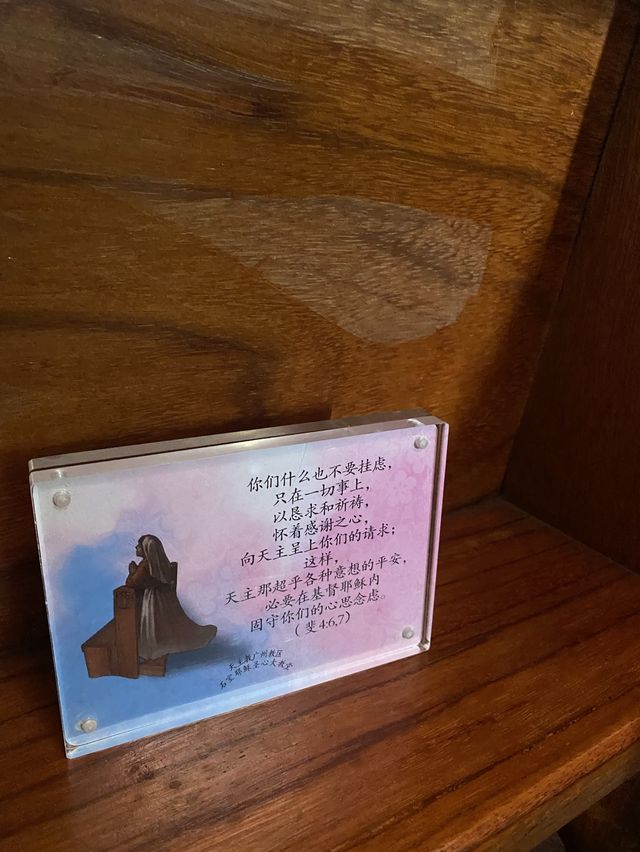 你们什么也不要挂虑，
只在一切事上，
以恳求和祈祷，
怀着感谢之心，
向天主呈上你们的请求；
这样，
天主那超乎各种意想的平安，
必要在基督耶稣内
固守你们的心思念虑。
（斐4:6,7）
天主教广州教区
石室耶稣圣心大教堂